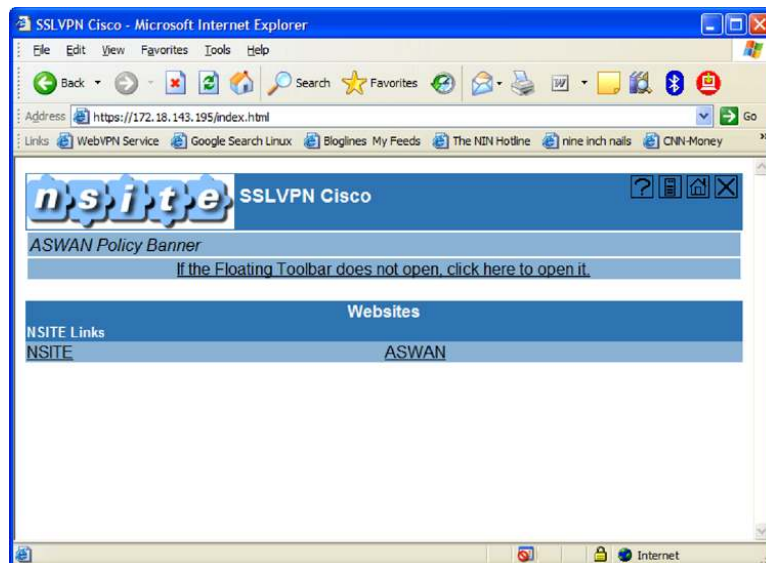 SSLVPN Cisco - Microsoft Internet Explorer
File Edit View Favorites Tools Help
Back Search Favorites
Address https://172.18.143.195/index.html Go
Links WebVPN Service Google Search Linux Bloglines My Feeds The NIN Hotline nine inch nails CNN-Money
nsite SSLVPN Cisco
ASWAN Policy Banner
If the Floating Toolbar does not open, click here to open it.
Websites
NSITE Links
NSITE ASWAN
Internet